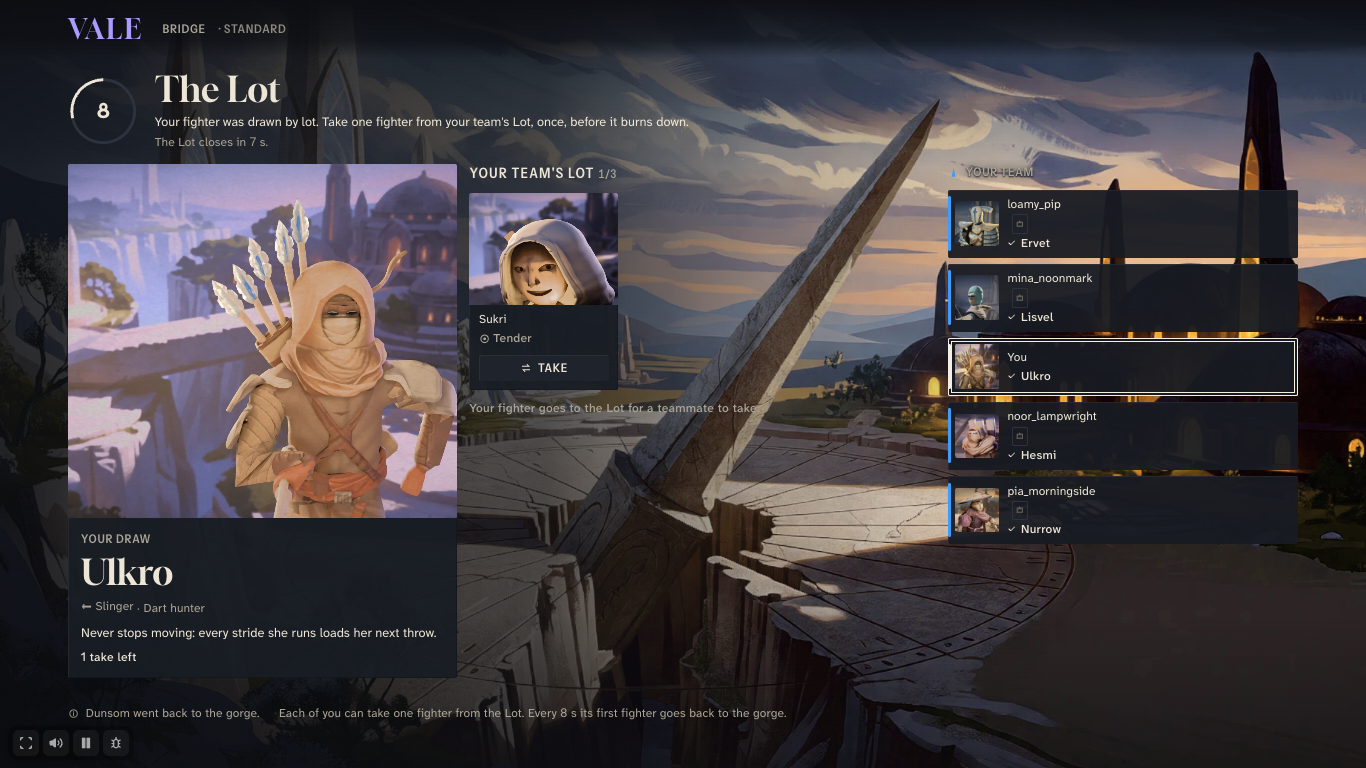 VALE BRIDGE · STANDARD
8
The Lot
Your fighter was drawn by lot. Take one fighter from your team's Lot, once, before it burns down.
The Lot closes in 7 s.
YOUR TEAM'S LOT 1/3
Sukri
Tender
TAKE
Your fighter goes to the Lot for a teammate to take.
YOUR DRAW
Ulkro
Slinger · Dart hunter
Never stops moving: every stride she runs loads her next throw.
1 take left
YOUR TEAM
loamy_pip
Ervet
mina_noonmark
Lisvel
You
Ulkro
noor_lampwright
Hesmi
pia_morningside
Nurrow
Dunsom went back to the gorge. Each of you can take one fighter from the Lot. Every 8 s its first fighter goes back to the gorge.